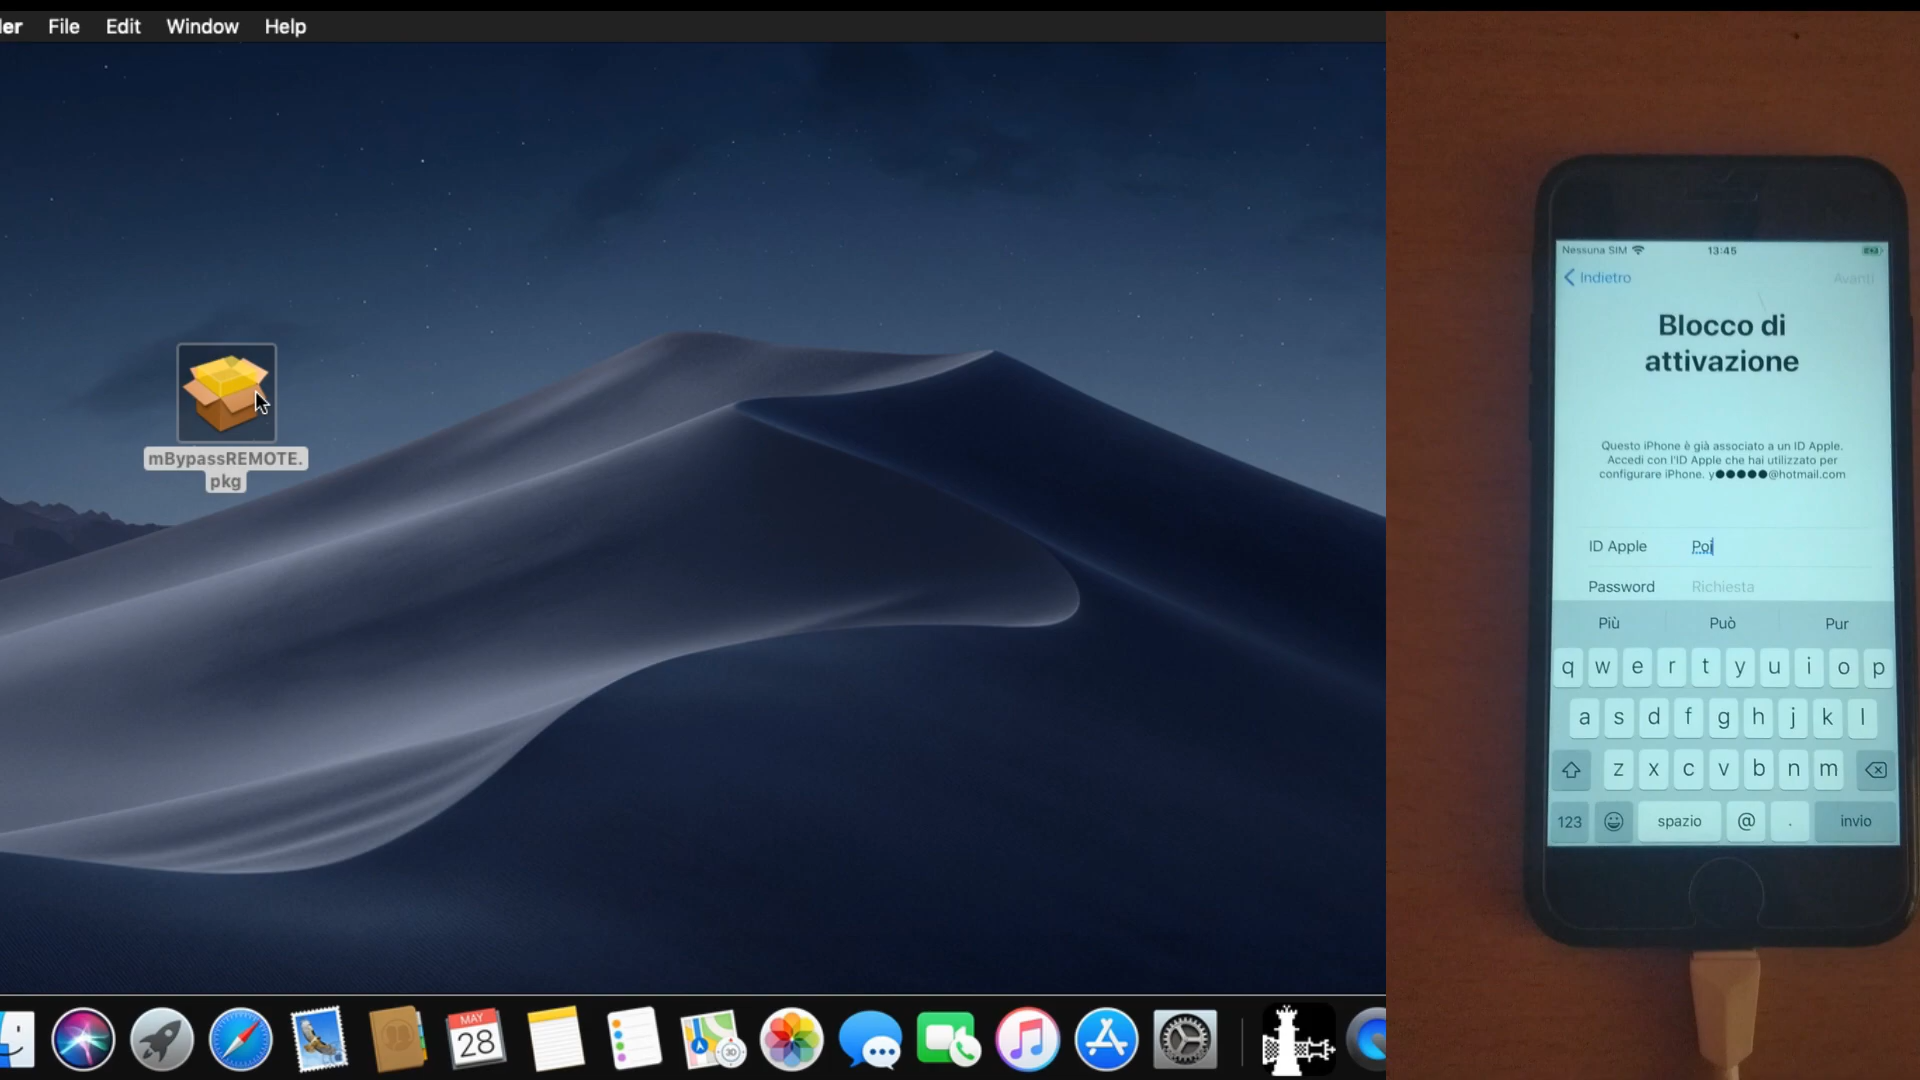 ler File Edit Window Help
mBypassREMOTE.
pkg
MAY
28
3D
Nessuna SIM 13:45
Indietro Avanti
Blocco di
attivazione
Questo iPhone è già associato a un ID Apple.
Accedi con l'ID Apple che hai utilizzato per
configurare iPhone. y●●●●●@hotmail.com
ID Apple Poi
Password Richiesta
Più Può Pur
q w e r t y u i o p
a s d f g h j k l
z x c v b n m
123 spazio @ . invio